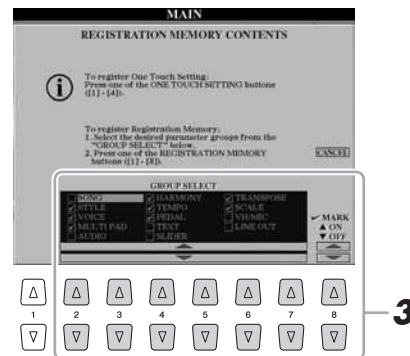 MAIN
REGISTRATION MEMORY CONTENTS
To register One Touch Setting:
Press one of the ONE TOUCH SETTING buttons
([1] - [4]).
To register Registration Memory:
1. Select the desired parameter groups from the
"GROUP SELECT" below.
2. Press one of the REGISTRATION MEMORY
buttons ([1] - [8]).
CANCEL
GROUP SELECT
SONG HARMONY TRANSPOSE
STYLE TEMPO SCALE
VOICE PEDAL VH/MIC
MULTI PAD TEXT LINE OUT
AUDIO SLIDER
MARK
▲ ON
▼ OFF
1 2 3 4 5 6 7 8
3